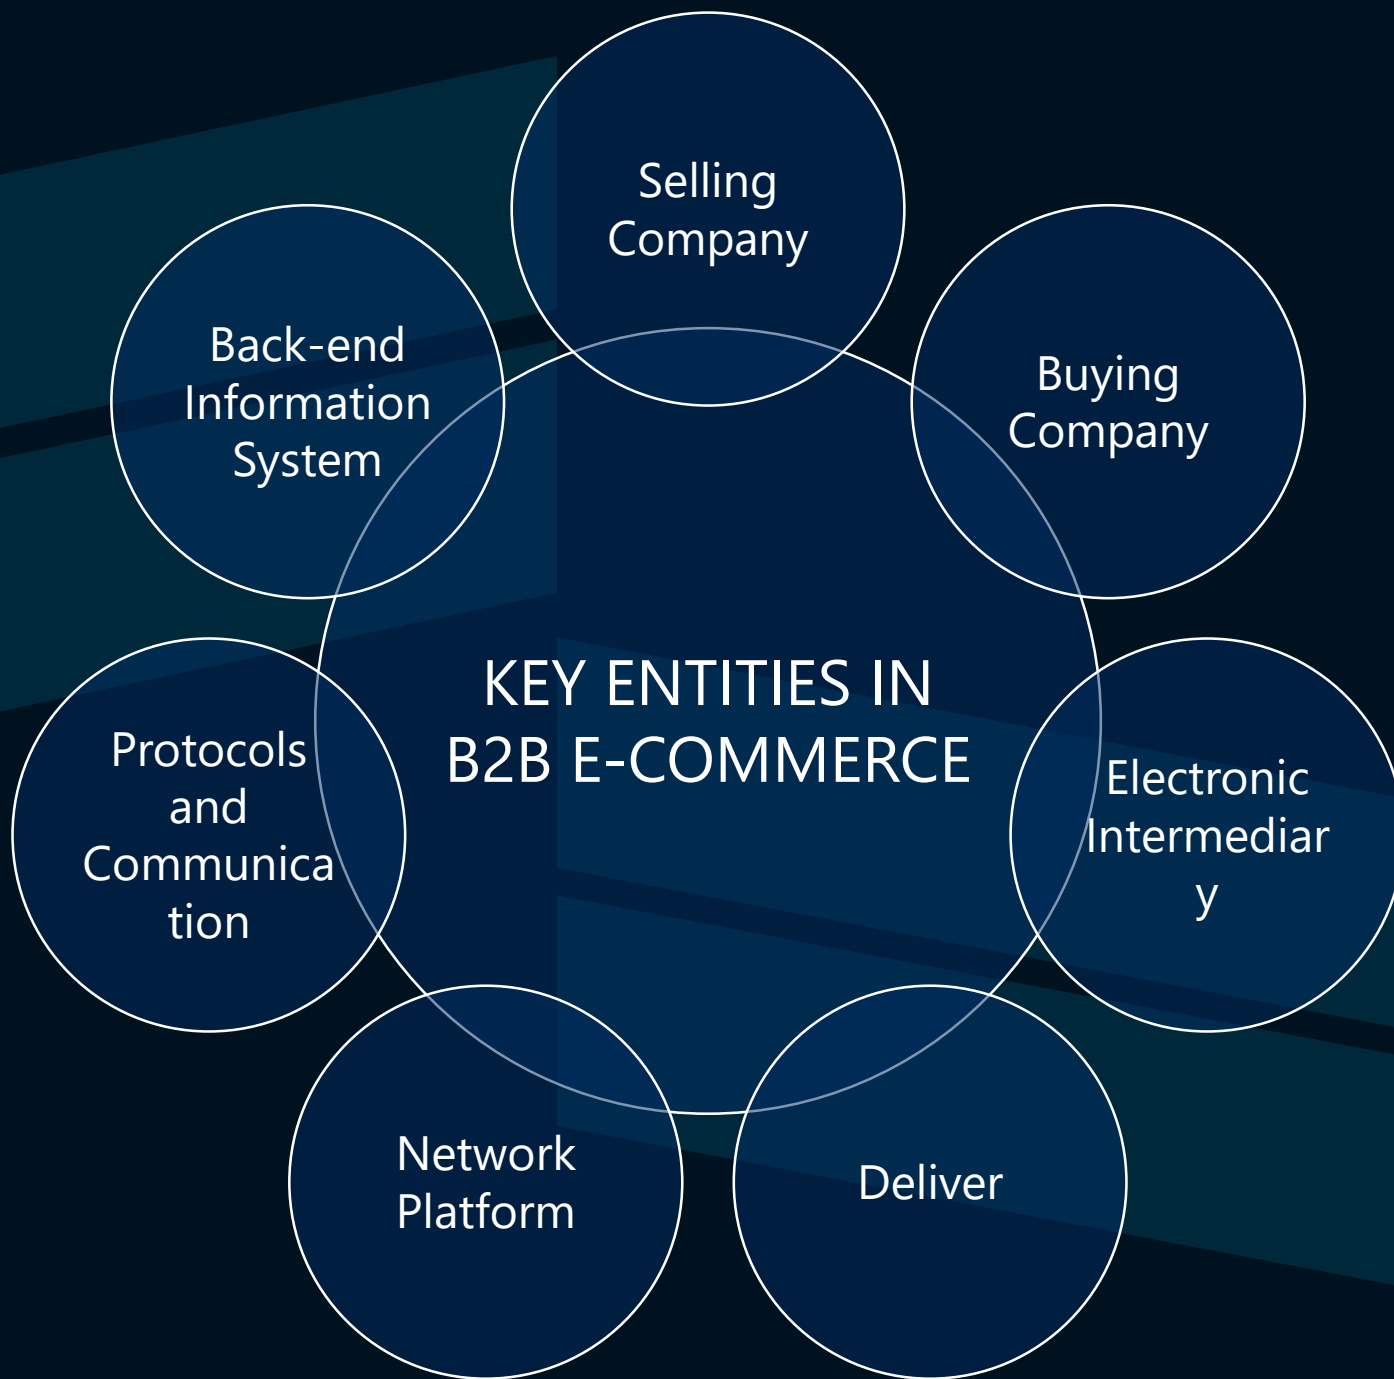 Selling
Company
Buying
Company
Electronic
Intermediar
y
Deliver
Network
Platform
Protocols
and
Communica
tion
Back-end
Information
System
KEY ENTITIES IN
B2B E-COMMERCE